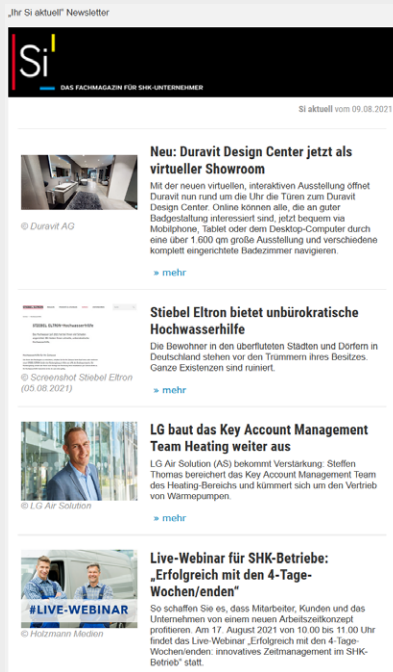 „Ihr Si aktuell" Newsletter
Si
DAS FACHMAGAZIN FÜR SHK-UNTERNEHMER
Si aktuell vom 09.08.2021
Neu: Duravit Design Center jetzt als
virtueller Showroom
Mit der neuen virtuellen, interaktiven Ausstellung öffnet
Duravit nun rund um die Uhr die Türen zum Duravit
Design Center. Online können alle, die an guter
Badgestaltung interessiert sind, jetzt bequem via
Mobilphone, Tablet oder dem Desktop-Computer durch
eine über 1.600 qm große Ausstellung und verschiedene
komplett eingerichtete Badezimmer navigieren.
© Duravit AG
» mehr
Stiebel Eltron bietet unbürokratische
Hochwasserhilfe
Die Bewohner in den überfluteten Städten und Dörfern in
Deutschland stehen vor den Trümmern ihres Besitzes.
Ganze Existenzen sind ruiniert.
STIEBEL ELTRON Hochwasserhilfe
© Screenshot Stiebel Eltron
(05.08.2021)
» mehr
LG baut das Key Account Management
Team Heating weiter aus
LG Air Solution (AS) bekommt Verstärkung: Steffen
Thomas bereichert das Key Account Management Team
des Heating-Bereichs und kümmert sich um den Vertrieb
von Wärmepumpen.
© LG Air Solution
» mehr
Live-Webinar für SHK-Betriebe:
„Erfolgreich mit den 4-Tage-
Wochen/enden"
So schaffen Sie es, dass Mitarbeiter, Kunden und das
Unternehmen von einem neuen Arbeitszeitkonzept
profitieren. Am 17. August 2021 von 10.00 bis 11.00 Uhr
findet das Live-Webinar „Erfolgreich mit den 4-Tage-
Wochen/enden: innovatives Zeitmanagement im SHK-
Betrieb" statt.
#LIVE-WEBINAR
© Holzmann Medien